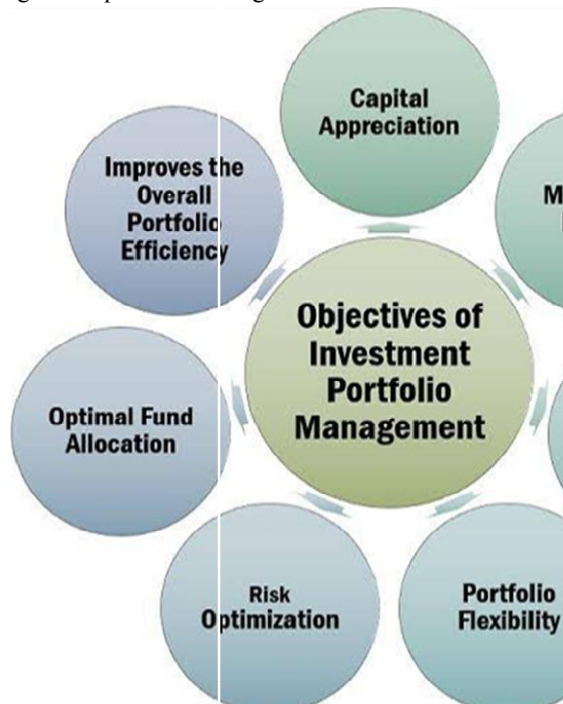 Capital
Appreciation
Improves the
Overall
Portfolio
Efficiency
Objectives of
Investment
Portfolio
Management
Optimal Fund
Allocation
Risk
Optimization
Portfolio
Flexibility